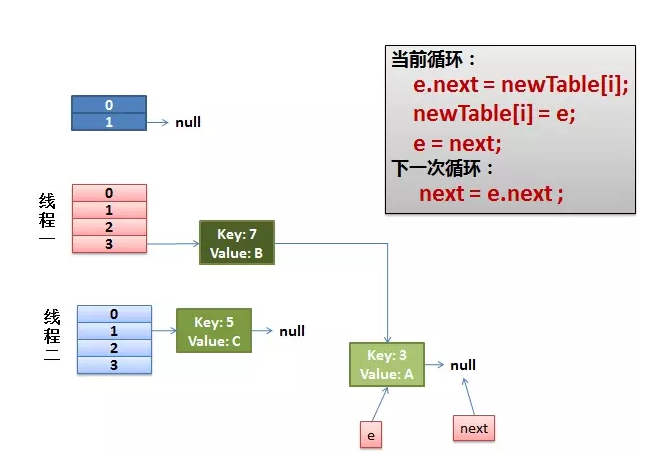 当前循环：
e.next = newTable[i];
newTable[i] = e;
e = next;
下一次循环：
next = e.next ;
0
1
null
线程一
0
1
2
3
Key: 7
Value: B
线程二
0
1
2
3
Key: 5
Value: C
null
Key: 3
Value: A
null
e
next